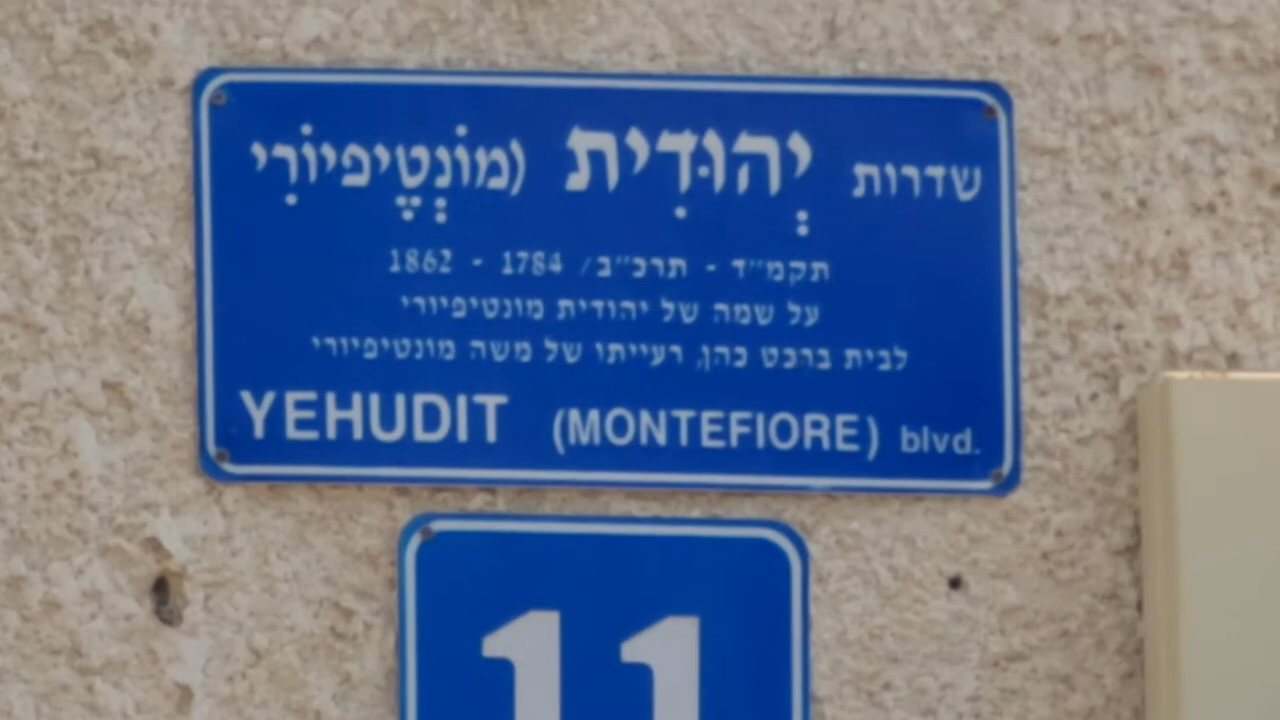 שדרות יְהוּדִית (מוֹנְטֶיפיוֹרִי
תקמ״ד - תרכ״ב/ 1784 - 1862
על שמה של יהודית מונטיפיורי
לבית ברכט כהן, רעייתו של משה מונטיפיורי
YEHUDIT (MONTEFIORE) blvd.
11